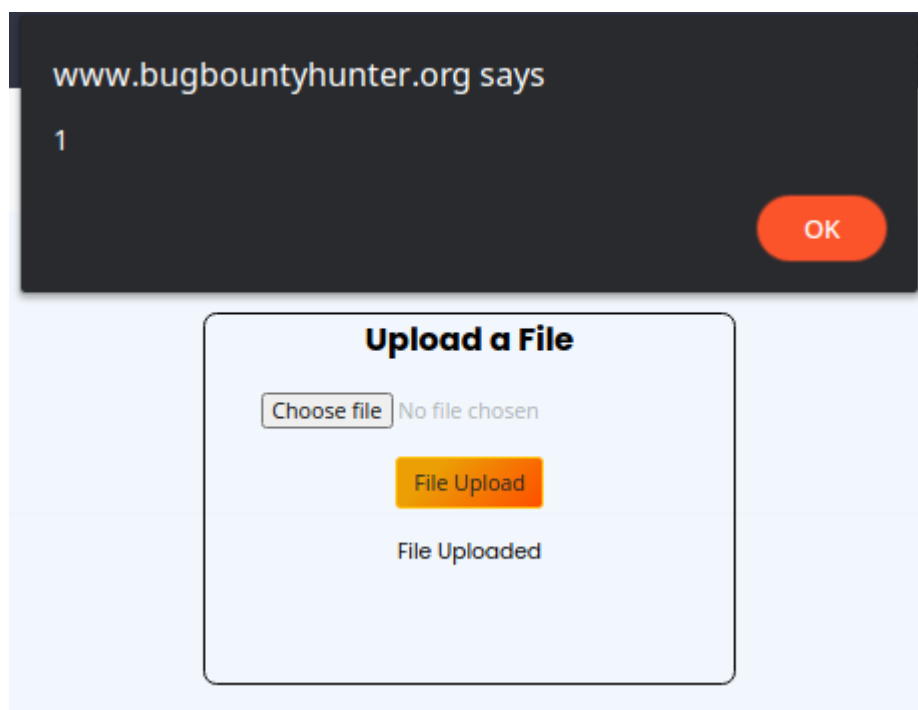 www.bugbountyhunter.org says
1
OK
Upload a File
Choose file No file chosen
File Upload
File Uploaded